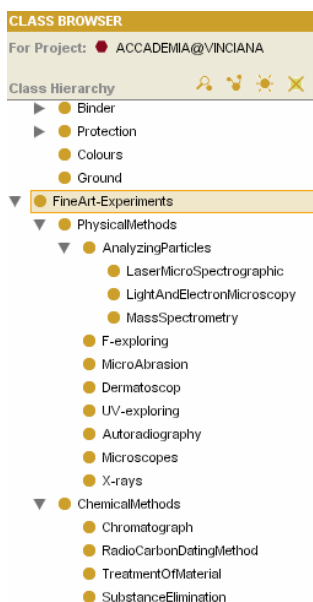 CLASS BROWSER
For Project: ACCADEMIA@VINCIANA
Class Hierarchy
Binder
Protection
Colours
Ground
FineArt-Experiments
PhysicalMethods
AnalyzingParticles
LaserMicroSpectrographic
LightAndElectronMicroscopy
MassSpectrometry
F-exploring
MicroAbrasion
Dermatoscop
UV-exploring
Autoradiography
Microscopes
X-rays
ChemicalMethods
Chromatograph
RadioCarbonDatingMethod
TreatmentOfMaterial
SubstanceElimination